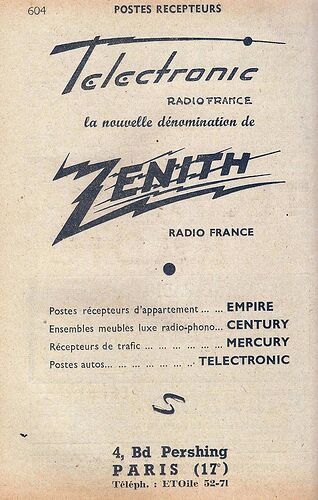 604
POSTES RECEPTEURS
Telectronic
RADIO FRANCE
la nouvelle dénomination de
ZENITH
RADIO FRANCE
Postes récepteurs d'appartement ... ... EMPIRE
Ensembles meubles luxe radio-phono... CENTURY
Récepteurs de trafic ... ... ... ... ... ... MERCURY
Postes autos... ... ... ... ... ... ... TELECTRONIC
4, Bd Pershing
PARIS (17e)
Téléph. : ETOile 52-71